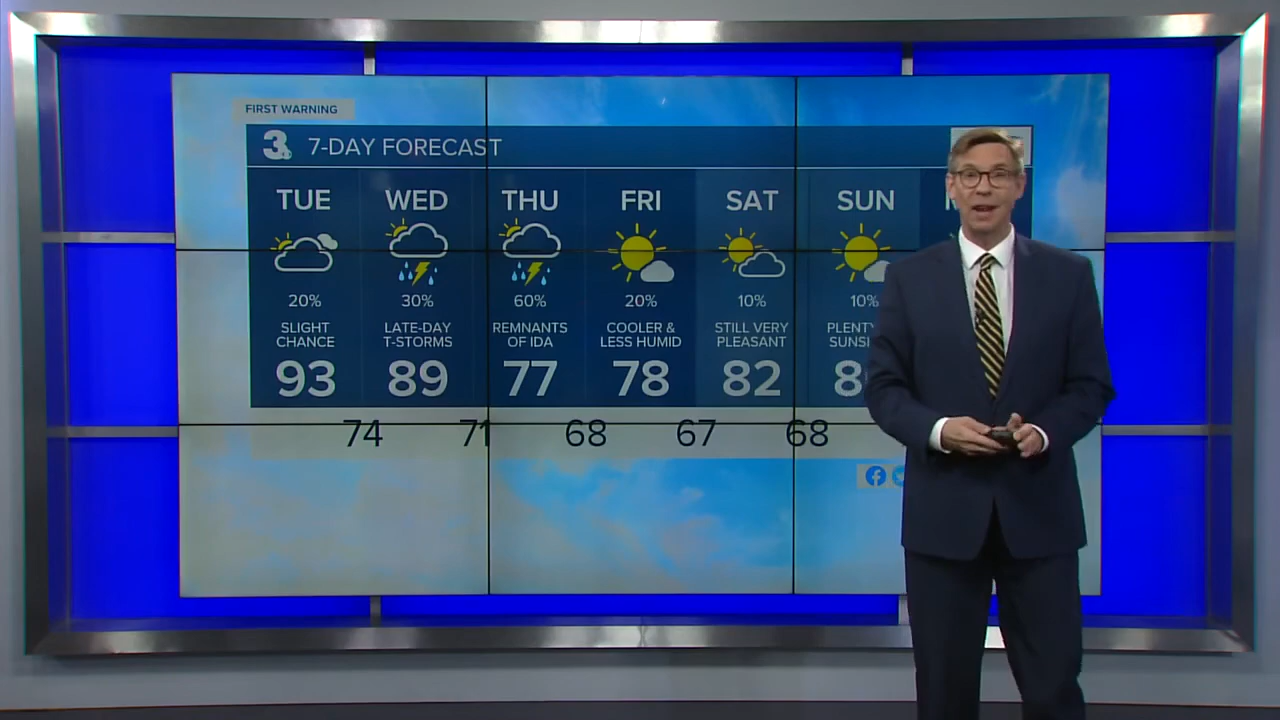 FIRST WARNING
3 7-DAY FORECAST
TUE WED THU FRI SAT SUN
20% 30% 60% 20% 10% 10%
SLIGHT CHANCE
LATE-DAY T-STORMS
REMNANTS OF IDA
COOLER & LESS HUMID
STILL VERY PLEASANT
93 89 77 78 82
74 71 68 67 68